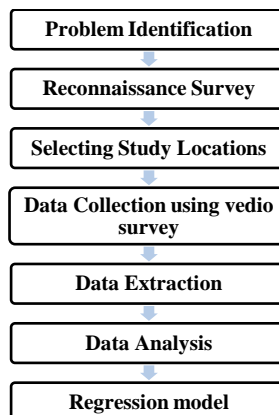 Problem Identification
Reconnaissance Survey
Selecting Study Locations
Data Collection using vedio
survey
Data Extraction
Data Analysis
Regression model